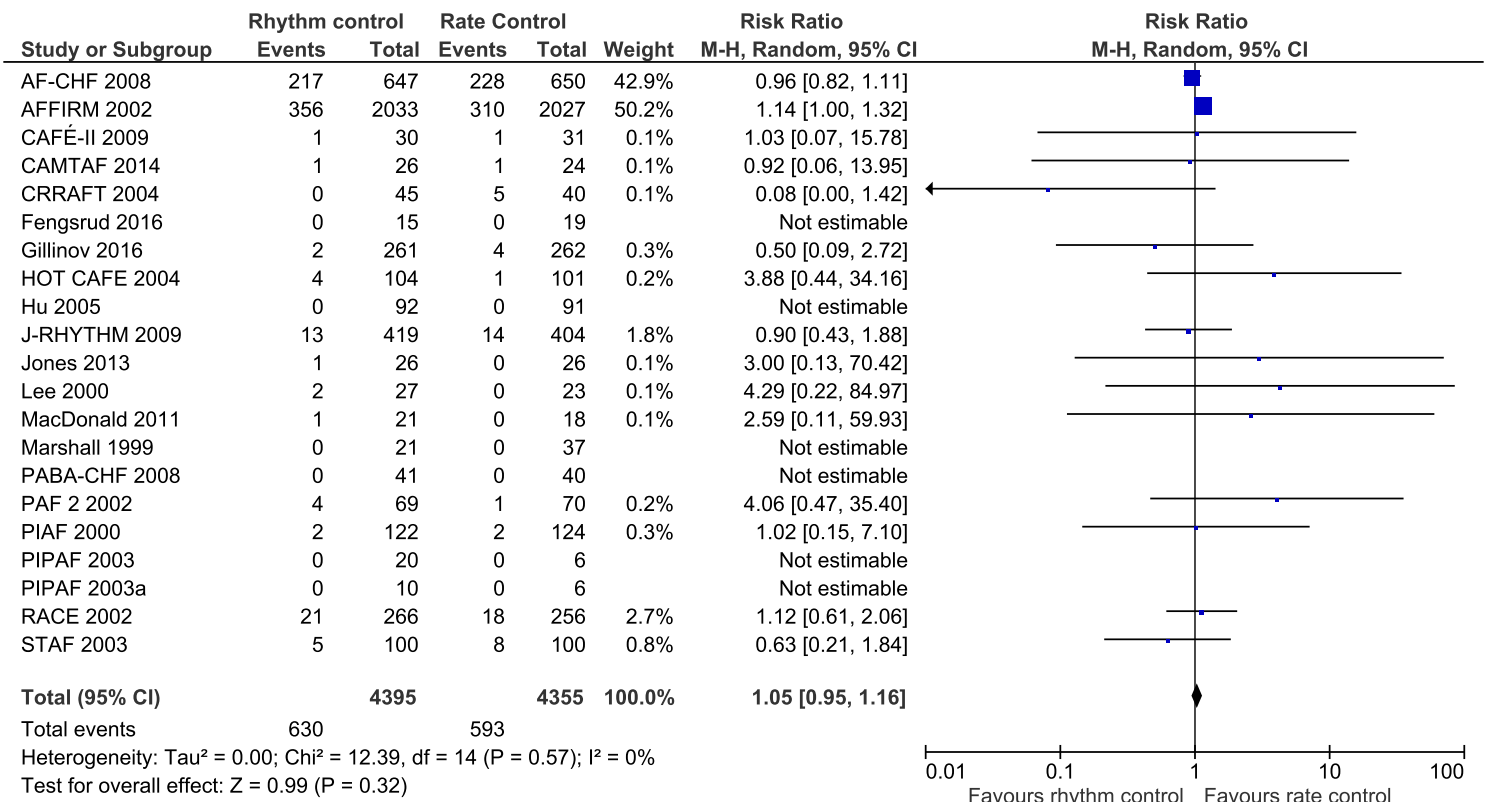 Rhythm control Rate Control Risk Ratio Risk Ratio
Study or Subgroup Events Total Events Total Weight M-H, Random, 95% CI M-H, Random, 95% CI
AF-CHF 2008 217 647 228 650 42.9% 0.96 [0.82, 1.11]
AFFIRM 2002 356 2033 310 2027 50.2% 1.14 [1.00, 1.32]
CAFÉ-II 2009 1 30 1 31 0.1% 1.03 [0.07, 15.78]
CAMTAF 2014 1 26 1 24 0.1% 0.92 [0.06, 13.95]
CRRAFT 2004 0 45 5 40 0.1% 0.08 [0.00, 1.42]
Fengsrud 2016 0 15 0 19 Not estimable
Gillinov 2016 2 261 4 262 0.3% 0.50 [0.09, 2.72]
HOT CAFE 2004 4 104 1 101 0.2% 3.88 [0.44, 34.16]
Hu 2005 0 92 0 91 Not estimable
J-RHYTHM 2009 13 419 14 404 1.8% 0.90 [0.43, 1.88]
Jones 2013 1 26 0 26 0.1% 3.00 [0.13, 70.42]
Lee 2000 2 27 0 23 0.1% 4.29 [0.22, 84.97]
MacDonald 2011 1 21 0 18 0.1% 2.59 [0.11, 59.93]
Marshall 1999 0 21 0 37 Not estimable
PABA-CHF 2008 0 41 0 40 Not estimable
PAF 2 2002 4 69 1 70 0.2% 4.06 [0.47, 35.40]
PIAF 2000 2 122 2 124 0.3% 1.02 [0.15, 7.10]
PIPAF 2003 0 20 0 6 Not estimable
PIPAF 2003a 0 10 0 6 Not estimable
RACE 2002 21 266 18 256 2.7% 1.12 [0.61, 2.06]
STAF 2003 5 100 8 100 0.8% 0.63 [0.21, 1.84]
Total (95% CI) 4395 4355 100.0% 1.05 [0.95, 1.16]
Total events 630 593
Heterogeneity: Tau² = 0.00; Chi² = 12.39, df = 14 (P = 0.57); I² = 0%
Test for overall effect: Z = 0.99 (P = 0.32)
0.01 0.1 1 10 100
Favours rhythm control Favours rate control